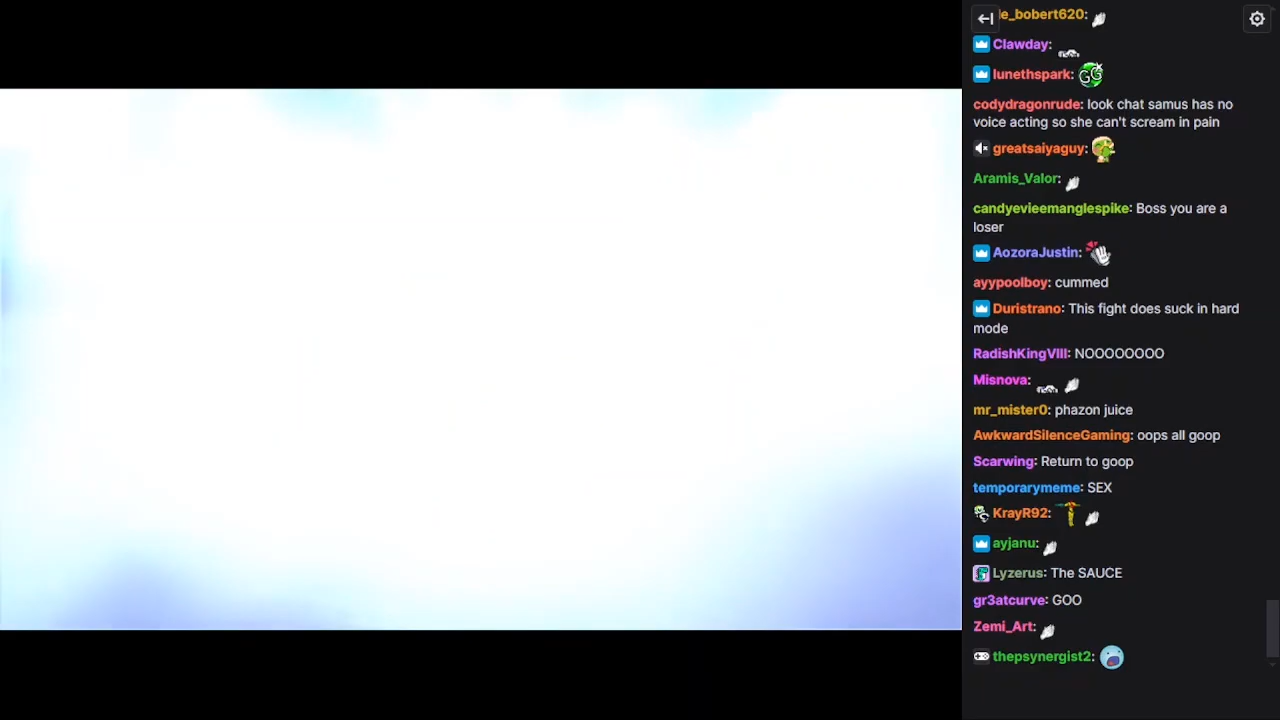 e_bobert620:
Clawday:
lunethspark: GG
codydragonrude: look chat samus has no
voice acting so she can't scream in pain
greatsaiyaguy:
Aramis_Valor:
candyevieemanglespike: Boss you are a
loser
AozoraJustin:
ayypoolboy: cummed
Duristrano: This fight does suck in hard
mode
RadishKingVIII: NOOOOOOOO
Misnova:
mr_mister0: phazon juice
AwkwardSilenceGaming: oops all goop
Scarwing: Return to goop
temporarymeme: SEX
KrayR92:
ayjanu:
Lyzerus: The SAUCE
gr3atcurve: GOO
Zemi_Art:
thepsynergist2: